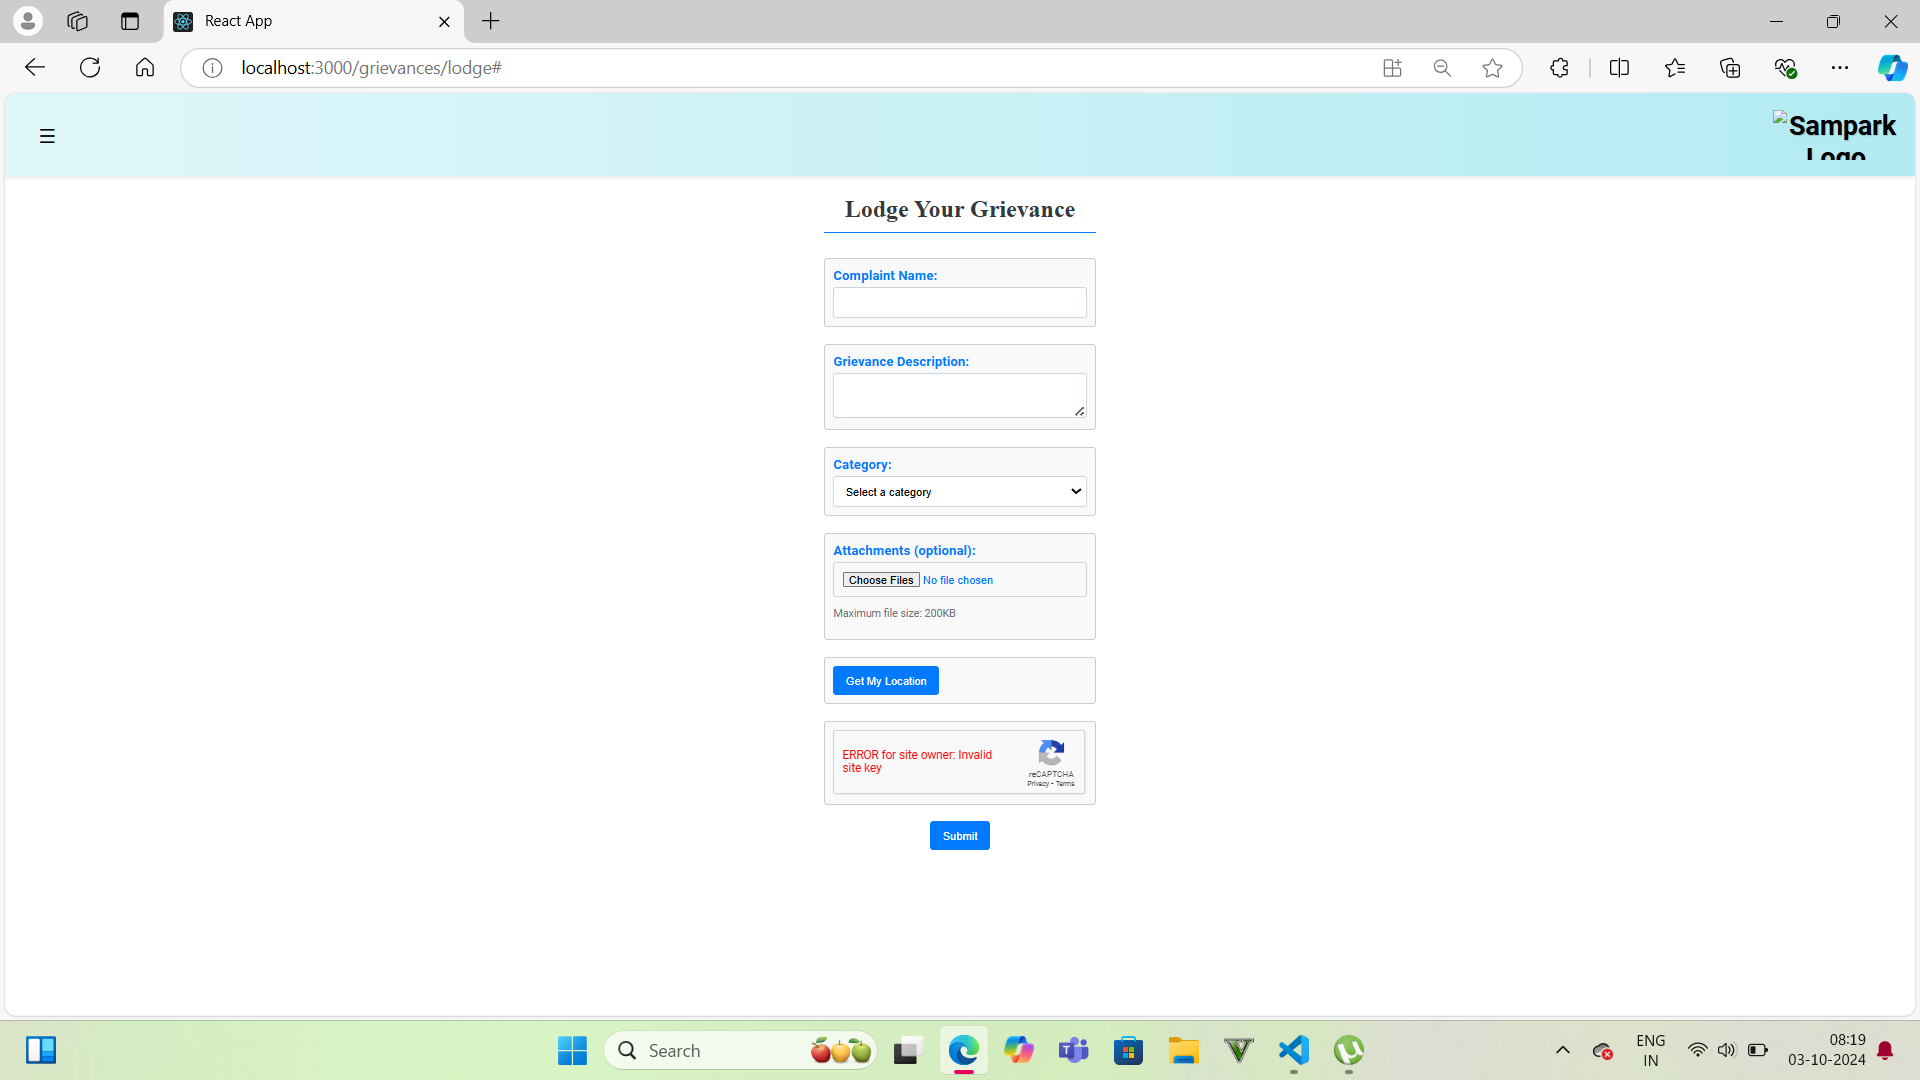 React App
localhost:3000/grievances/lodge#
☰
Sampark
Logo
Lodge Your Grievance
Complaint Name:
Grievance Description:
Category:
Select a category
Attachments (optional):
Choose Files No file chosen
Maximum file size: 200KB
Get My Location
ERROR for site owner: Invalid
site key
reCAPTCHA
Privacy - Terms
Submit
Search
ENG
IN
08:19
03-10-2024